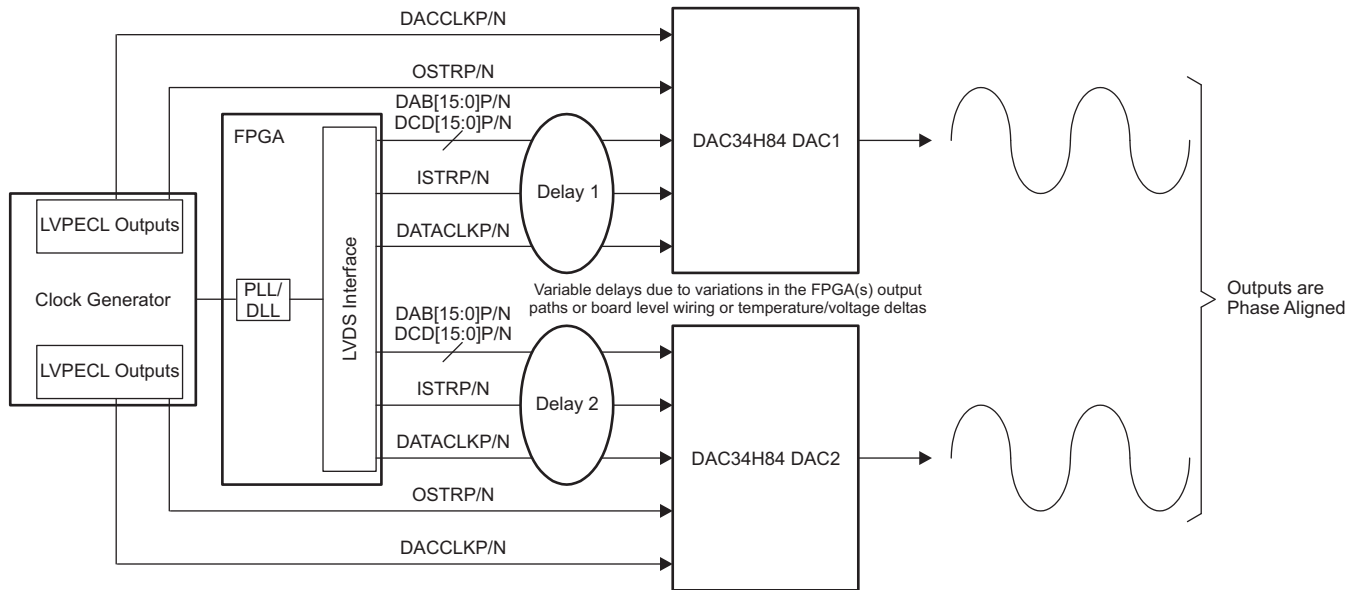 DACCLKP/N
OSTRP/N
DAB[15:0]P/N
DCD[15:0]P/N
FPGA
ISTRP/N
DATACLKP/N
Delay 1
DAC34H84 DAC1
LVPECL Outputs
Clock Generator
LVPECL Outputs
PLL/
DLL
LVDS Interface
Variable delays due to variations in the FPGA(s) output
paths or board level wiring or temperature/voltage deltas
DAB[15:0]P/N
DCD[15:0]P/N
ISTRP/N
DATACLKP/N
Delay 2
DAC34H84 DAC2
OSTRP/N
DACCLKP/N
Outputs are
Phase Aligned